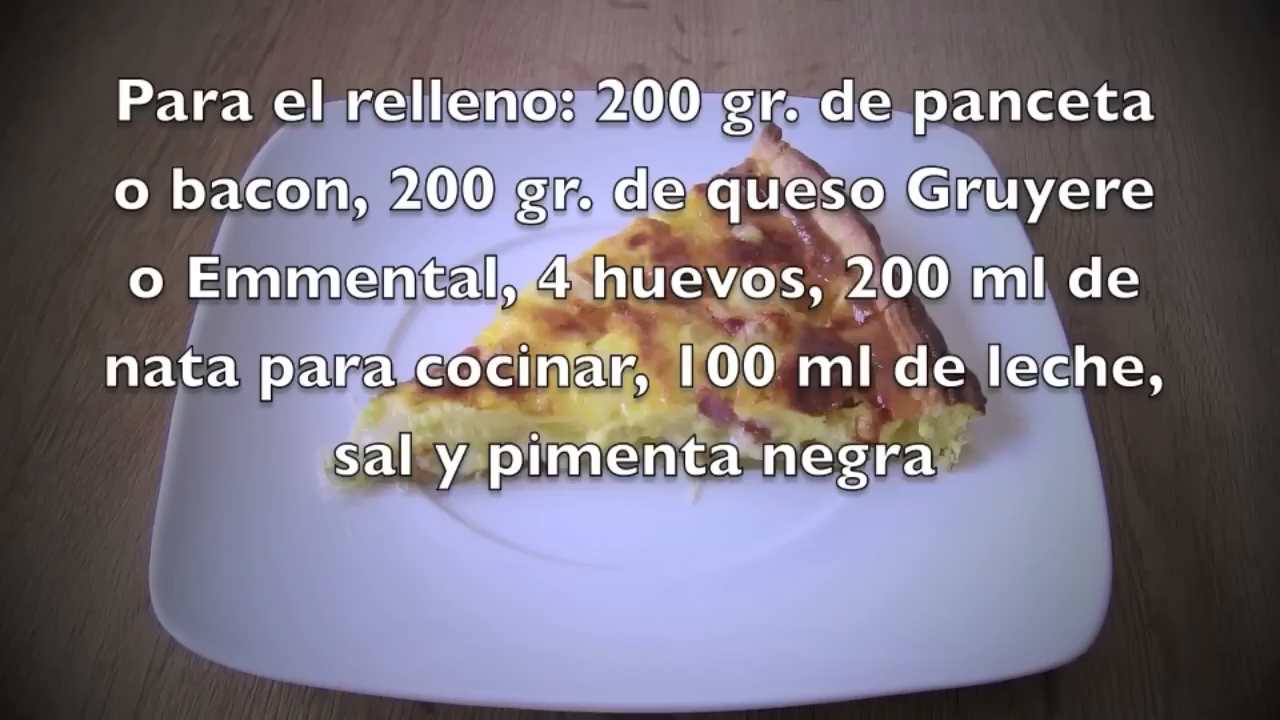 Para el relleno: 200 gr. de panceta
o bacon, 200 gr. de queso Gruyere
o Emmental, 4 huevos, 200 ml de
nata para cocinar, 100 ml de leche,
sal y pimenta negra